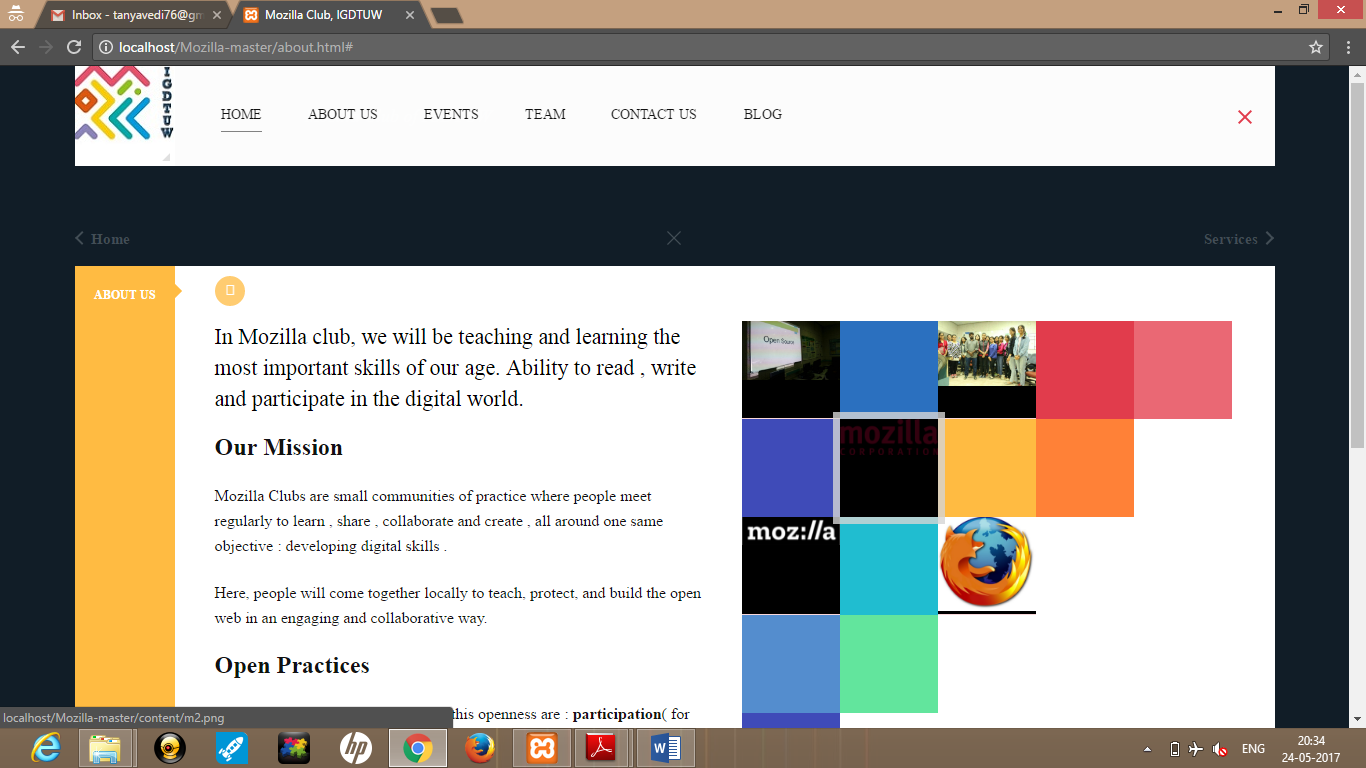 Inbox - tanyavedi76@gm
Mozilla Club, IGDTUW
localhost/Mozilla-master/about.html#
IGDTUW
HOME
ABOUT US
EVENTS
TEAM
CONTACT US
BLOG
Home
Services
ABOUT US
In Mozilla club, we will be teaching and learning the
most important skills of our age. Ability to read , write
and participate in the digital world.
Our Mission
Mozilla Clubs are small communities of practice where people meet
regularly to learn , share , collaborate and create , all around one same
objective : developing digital skills .
Here, people will come together locally to teach, protect, and build the open
web in an engaging and collaborative way.
Open Practices
this openness are : participation( for
Open Source
mozilla
CORPORATION
moz://a
localhost/Mozilla-master/content/m2.png
hp
ENG
20:34
24-05-2017